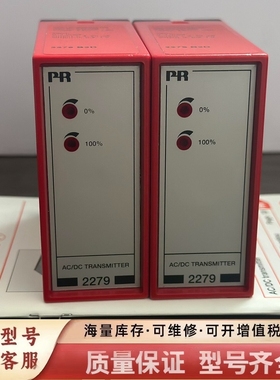 PR
0%
100%
AC/DC TRANSMITTER
2279
PR
0%
100%
AC/DC TRANSMITTER
2279
型号
客服
海量库存·可维修·可开增值税
质量保证 型号齐